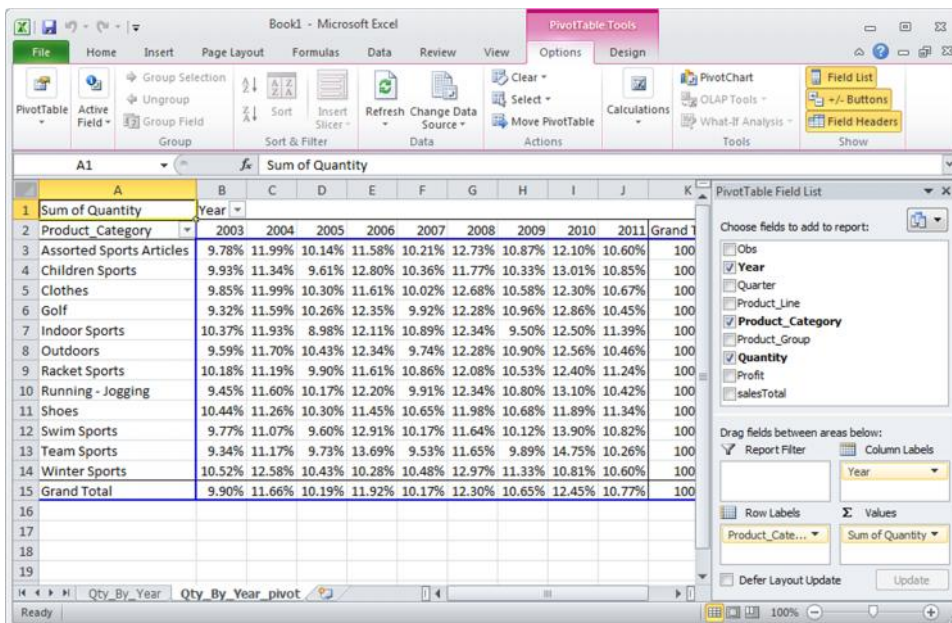 Book1 - Microsoft Excel PivotTable Tools
File Home Insert Page Layout Formulas Data Review View Options Design
PivotTable Active Field Group Selection Ungroup Group Field Group
Sort Insert Slicer Sort & Filter
Refresh Change Data Source Data
Clear Select Move PivotTable Actions
Calculations
PivotChart OLAP Tools What-If Analysis Tools
Field List +/- Buttons Field Headers Show
A1 fx Sum of Quantity
A B C D E F G H I J K
1 Sum of Quantity Year
2 Product_Category 2003 2004 2005 2006 2007 2008 2009 2010 2011 Grand T
3 Assorted Sports Articles 9.78% 11.99% 10.14% 11.58% 10.21% 12.73% 10.87% 12.10% 10.60% 100
4 Children Sports 9.93% 11.34% 9.61% 12.80% 10.36% 11.77% 10.33% 13.01% 10.85% 100
5 Clothes 9.85% 11.99% 10.30% 11.61% 10.02% 12.68% 10.58% 12.30% 10.67% 100
6 Golf 9.32% 11.59% 10.26% 12.35% 9.92% 12.28% 10.96% 12.86% 10.45% 100
7 Indoor Sports 10.37% 11.93% 8.98% 12.11% 10.89% 12.34% 9.50% 12.50% 11.39% 100
8 Outdoors 9.59% 11.70% 10.43% 12.34% 9.74% 12.28% 10.90% 12.56% 10.46% 100
9 Racket Sports 10.18% 11.19% 9.90% 11.61% 10.86% 12.08% 10.53% 12.40% 11.24% 100
10 Running - Jogging 9.45% 11.60% 10.17% 12.20% 9.91% 12.34% 10.80% 13.10% 10.42% 100
11 Shoes 10.44% 11.26% 10.30% 11.45% 10.65% 11.98% 10.68% 11.89% 11.34% 100
12 Swim Sports 9.77% 11.07% 9.60% 12.91% 10.17% 11.64% 10.12% 13.90% 10.82% 100
13 Team Sports 9.34% 11.17% 9.73% 13.69% 9.53% 11.65% 9.89% 14.75% 10.26% 100
14 Winter Sports 10.52% 12.58% 10.43% 10.28% 10.48% 12.97% 11.33% 10.81% 10.60% 100
15 Grand Total 9.90% 11.66% 10.19% 11.92% 10.17% 12.30% 10.65% 12.45% 10.77% 100
16
17
18
19
Qty_By_Year Qty_By_Year_pivot
PivotTable Field List
Choose fields to add to report:
Obs
Year
Quarter
Product_Line
Product_Category
Product_Group
Quantity
Profit
salesTotal
Drag fields between areas below:
Report Filter Column Labels
Year
Row Labels Σ Values
Product_Cate... Sum of Quantity
Defer Layout Update Update
Ready 100%